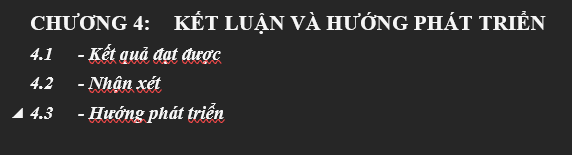 CHƯƠNG 4: KẾT LUẬN VÀ HƯỚNG PHÁT TRIỂN
4.1 - Kết quả đạt được
4.2 - Nhận xét
4.3 - Hướng phát triển